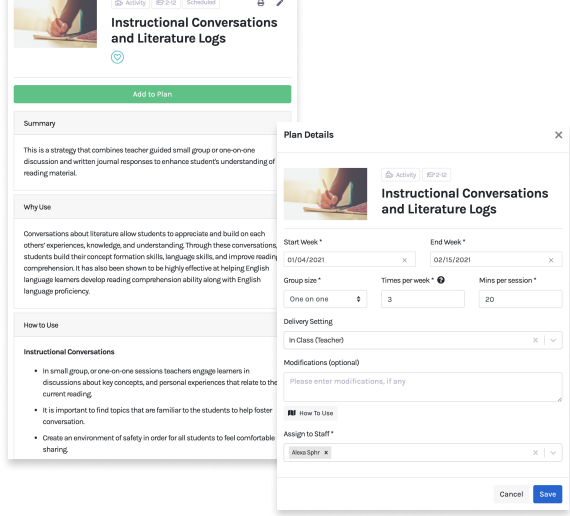 Activity
2-12
Scheduled
Instructional Conversations
and Literature Logs
Add to Plan
Summary
This is a strategy that combines teacher guided small group or one-on-one
discussion and written journal responses to enhance student's understanding of
reading material.
Why Use
Conversations about literature allow students to appreciate and build on each
others' experiences, knowledge, and understanding. Through these conversations,
students build their concept formation skills, language skills, and improve reading
comprehension. It has also been shown to be highly effective at helping English
language learners develop reading comprehension ability along with English
language proficiency.
How to Use
Instructional Conversations
• In small group, or one-on-one sessions teachers engage learners in
discussions about key concepts, and personal experiences that relate to the
current reading.
• It is important to find topics that are familiar to the students to help foster
conversation.
• Create an environment of safety in order for all students to feel comfortable
sharing.
Plan Details
Activity
2-12
Instructional Conversations
and Literature Logs
Start Week *
End Week *
01/04/2021
02/15/2021
Group size *
Times per week *
Mins per session *
One on one
3
20
Delivery Setting
In Class (Teacher)
Modifications (optional)
Please enter modifications, if any
How To Use
Assign to Staff *
Alexa Sphr
Cancel
Save